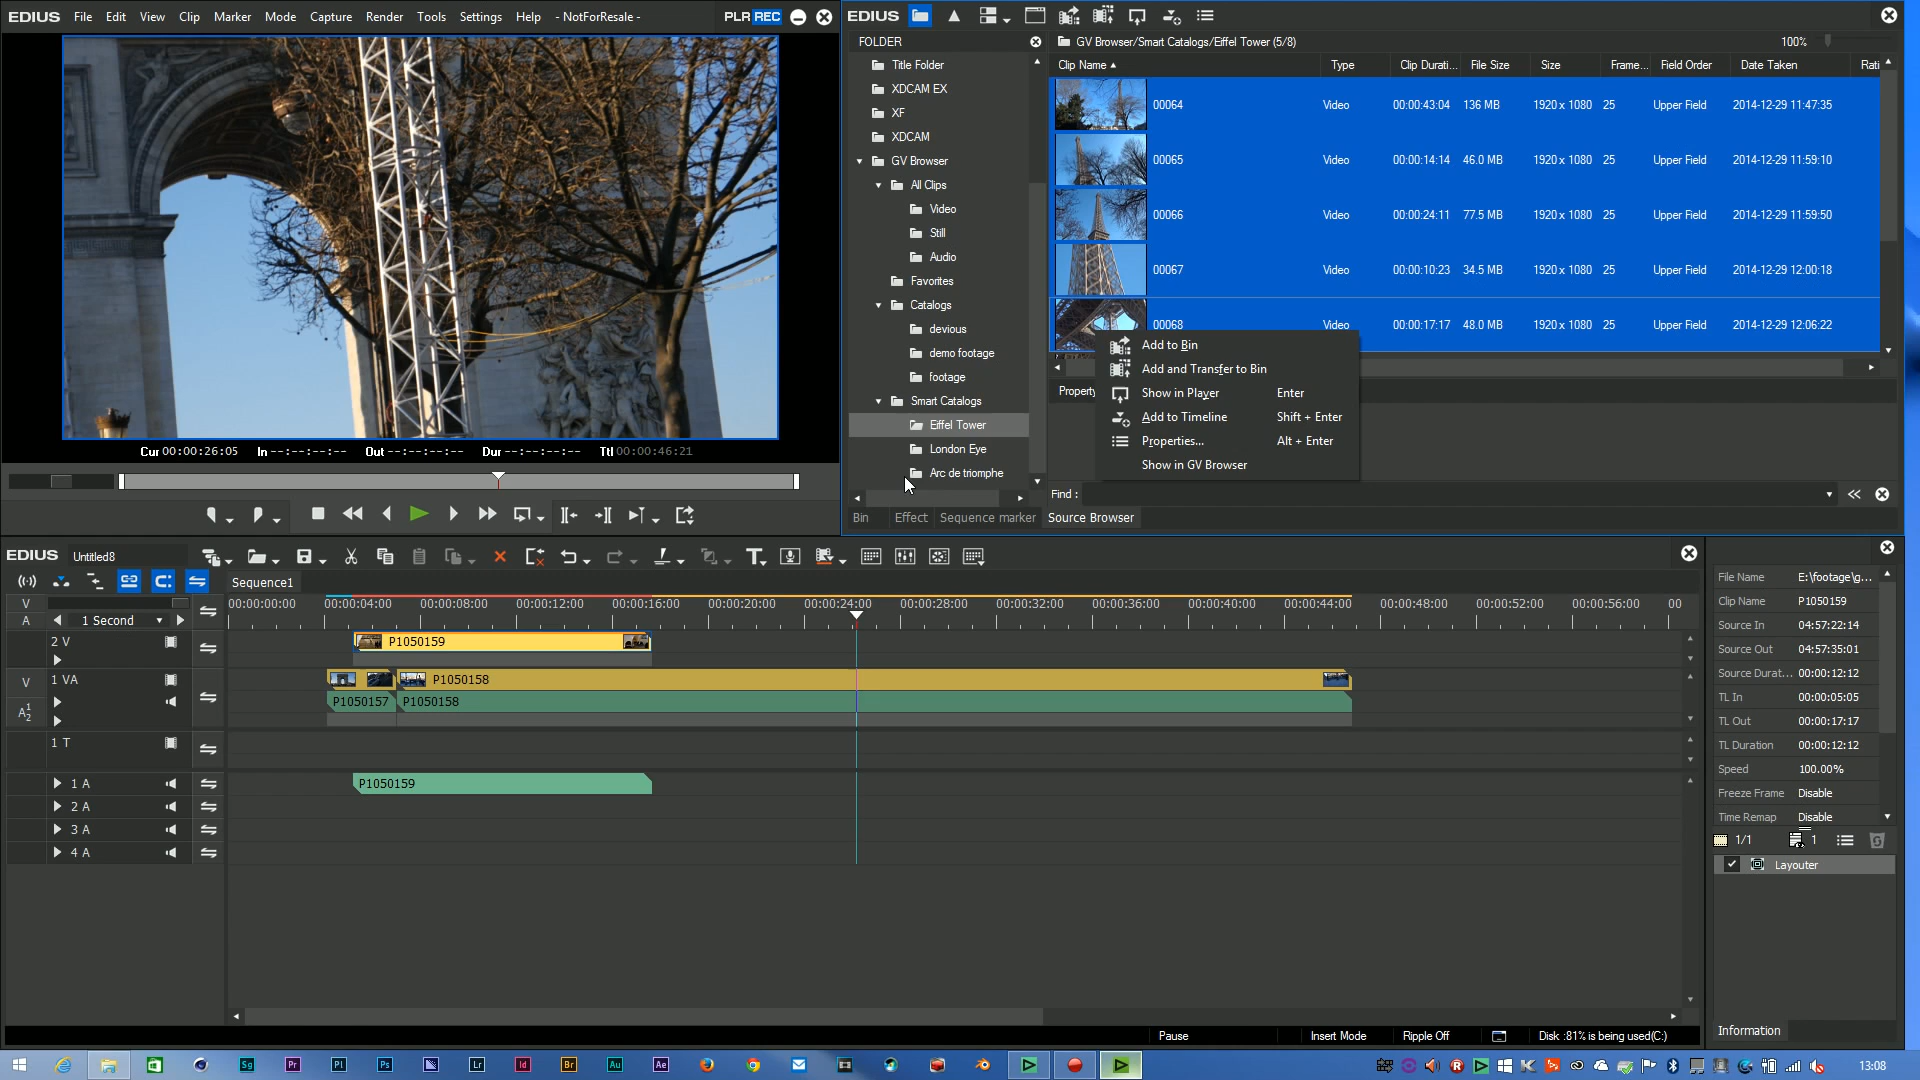 EDIUS File Edit View Clip Marker Mode Capture Render Tools Settings Help - NotForResale - PLR REC
Cur 00:00:26:05 In --:--:--:-- Out --:--:--:-- Dur --:--:--:-- Ttl 00:00:46:21
EDIUS
FOLDER
Title Folder
XDCAM EX
XF
XDCAM
GV Browser
All Clips
Video
Still
Audio
Favorites
Catalogs
devious
demo footage
footage
Smart Catalogs
Eiffel Tower
London Eye
Arc de triomphe
GV Browser/Smart Catalogs/Eiffel Tower (5/8) 100%
Clip Name Type Clip Durati... File Size Size Frame... Field Order Date Taken Rati
00064 Video 00:00:43:04 136 MB 1920 x 1080 25 Upper Field 2014-12-29 11:47:35
00065 Video 00:00:14:14 46.0 MB 1920 x 1080 25 Upper Field 2014-12-29 11:59:10
00066 Video 00:00:24:11 77.5 MB 1920 x 1080 25 Upper Field 2014-12-29 11:59:50
00067 Video 00:00:10:23 34.5 MB 1920 x 1080 25 Upper Field 2014-12-29 12:00:18
00068 Video 00:00:17:17 48.0 MB 1920 x 1080 25 Upper Field 2014-12-29 12:06:22
Property
Add to Bin
Add and Transfer to Bin
Show in Player Enter
Add to Timeline Shift + Enter
Properties... Alt + Enter
Show in GV Browser
Find :
Bin Effect Sequence marker Source Browser
EDIUS Untitled8
Sequence1
V
A 1 Second
00:00:00:00 00:00:04:00 00:00:08:00 00:00:12:00 00:00:16:00 00:00:20:00 00:00:24:00 00:00:28:00 00:00:32:00 00:00:36:00 00:00:40:00 00:00:44:00 00:00:48:00 00:00:52:00 00:00:56:00 00
2 V P1050159
V 1 VA P1050158
A 1 2 P1050157 P1050158
1 T
1 A P1050159
2 A
3 A
4 A
File Name E:\footage\g...
Clip Name P1050159
Source In 04:57:22:14
Source Out 04:57:35:01
Source Durat... 00:00:12:12
TL In 00:00:05:05
TL Out 00:00:17:17
TL Duration 00:00:12:12
Speed 100.00%
Freeze Frame Disable
Time Remap Disable
1/1 1
Layouter
Information
Pause Insert Mode Ripple Off Disk :81% is being used(C:)
Sg Pr Pl Ps Lr Id Br Au Ae
13:08